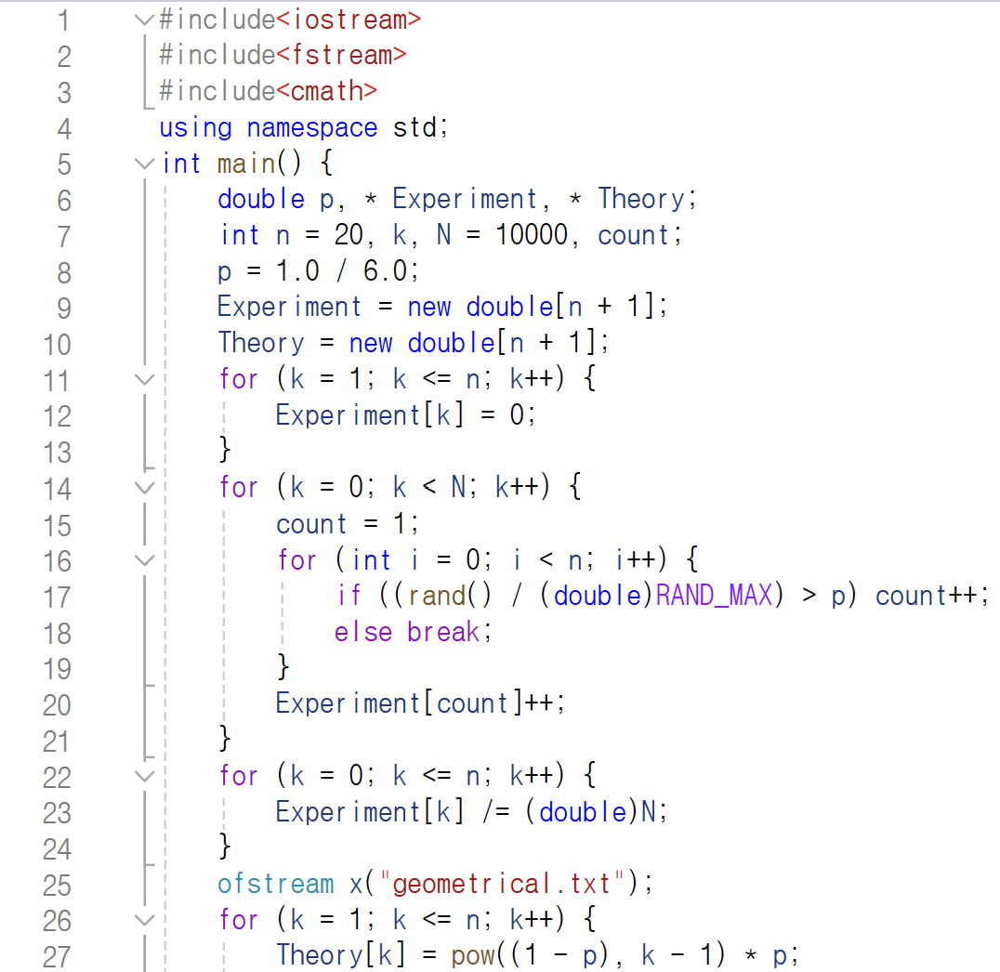 1 #include<iostream>
2 #include<fstream>
3 #include<cmath>
4 using namespace std;
5 int main() {
6 double p, * Experiment, * Theory;
7 int n = 20, k, N = 10000, count;
8 p = 1.0 / 6.0;
9 Experiment = new double[n + 1];
10 Theory = new double[n + 1];
11 for (k = 1; k <= n; k++) {
12 Experiment[k] = 0;
13 }
14 for (k = 0; k < N; k++) {
15 count = 1;
16 for (int i = 0; i < n; i++) {
17 if ((rand() / (double)RAND_MAX) > p) count++;
18 else break;
19 }
20 Experiment[count]++;
21 }
22 for (k = 0; k <= n; k++) {
23 Experiment[k] /= (double)N;
24 }
25 ofstream x("geometrical.txt");
26 for (k = 1; k <= n; k++) {
27 Theory[k] = pow((1 - p), k - 1) * p;